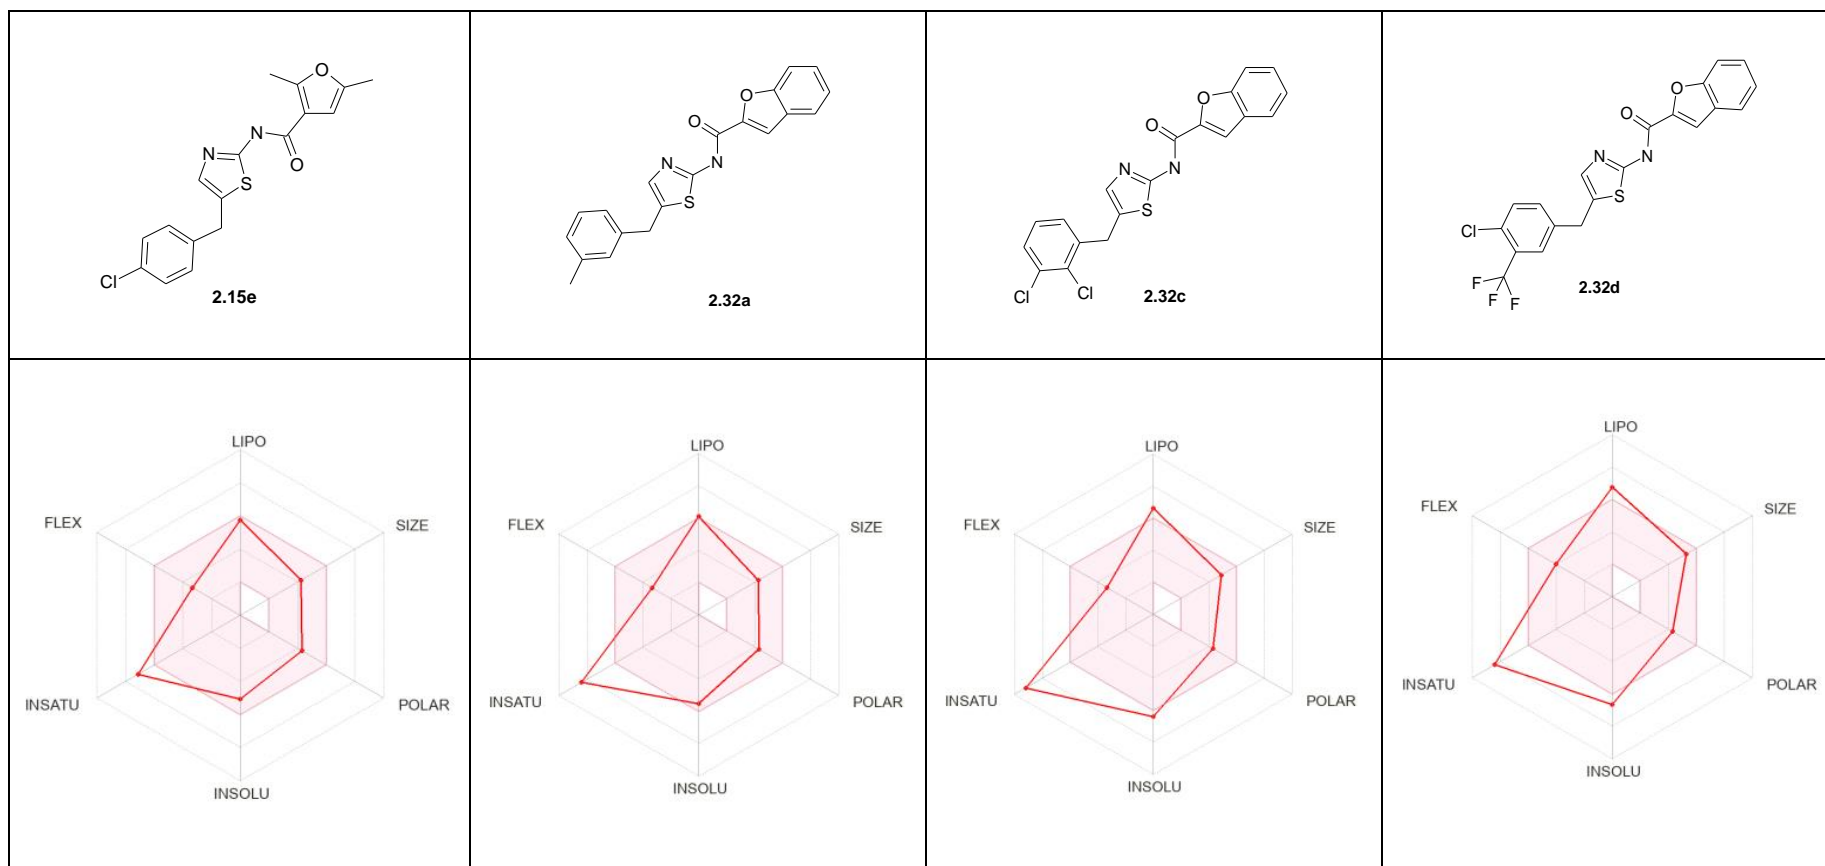 O
N
O
N
S
Cl
2.15e
O
O
N
N
S
2.32a
O
O
N
N
S
Cl
Cl
2.32c
O
O
N
N
S
Cl
F
F
F
2.32d
LIPO
FLEX
SIZE
INSATU
POLAR
INSOLU
LIPO
FLEX
SIZE
INSATU
POLAR
INSOLU
LIPO
FLEX
SIZE
INSATU
POLAR
INSOLU
LIPO
FLEX
SIZE
INSATU
POLAR
INSOLU